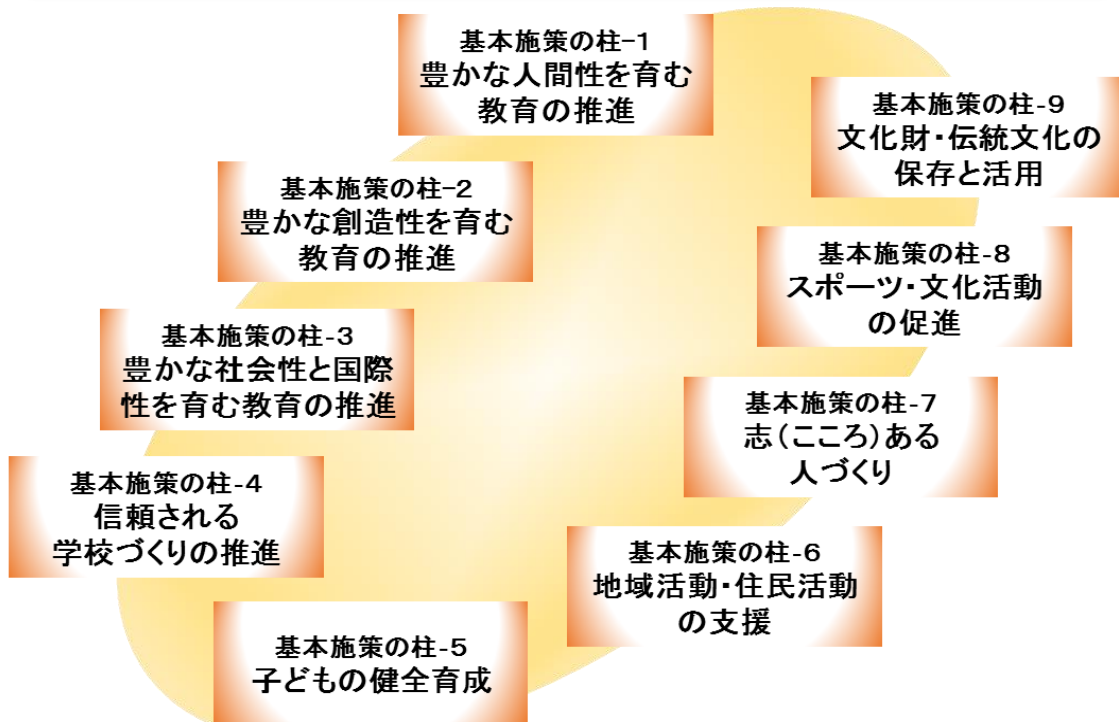 基本施策の柱-1
豊かな人間性を育む
教育の推進
基本施策の柱-2
豊かな創造性を育む
教育の推進
基本施策の柱-3
豊かな社会性と国際
性を育む教育の推進
基本施策の柱-4
信頼される
学校づくりの推進
基本施策の柱-5
子どもの健全育成
基本施策の柱-6
地域活動・住民活動
の支援
基本施策の柱-7
志(こころ)ある
人づくり
基本施策の柱-8
スポーツ・文化活動
の促進
基本施策の柱-9
文化財・伝統文化の
保存と活用